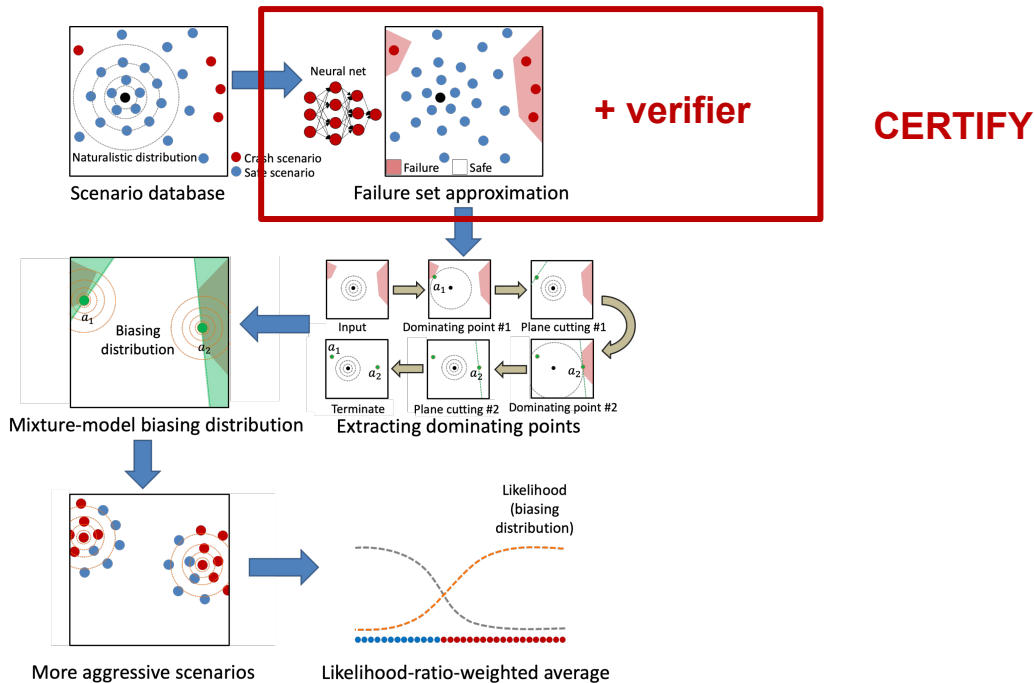 Neural net
+ verifier
CERTIFY
Naturalistic distribution
Crash scenario
Safe scenario
Failure
Safe
Scenario database
Failure set approximation
a₁
a₂
Biasing
distribution
Mixture-model biasing distribution
a₁
Input
Dominating point #1
Plane cutting #1
a₁
a₂
a₂
a₂
Terminate
Plane cutting #2
Dominating point #2
Extracting dominating points
Likelihood
(biasing
distribution)
More aggressive scenarios
Likelihood-ratio-weighted average